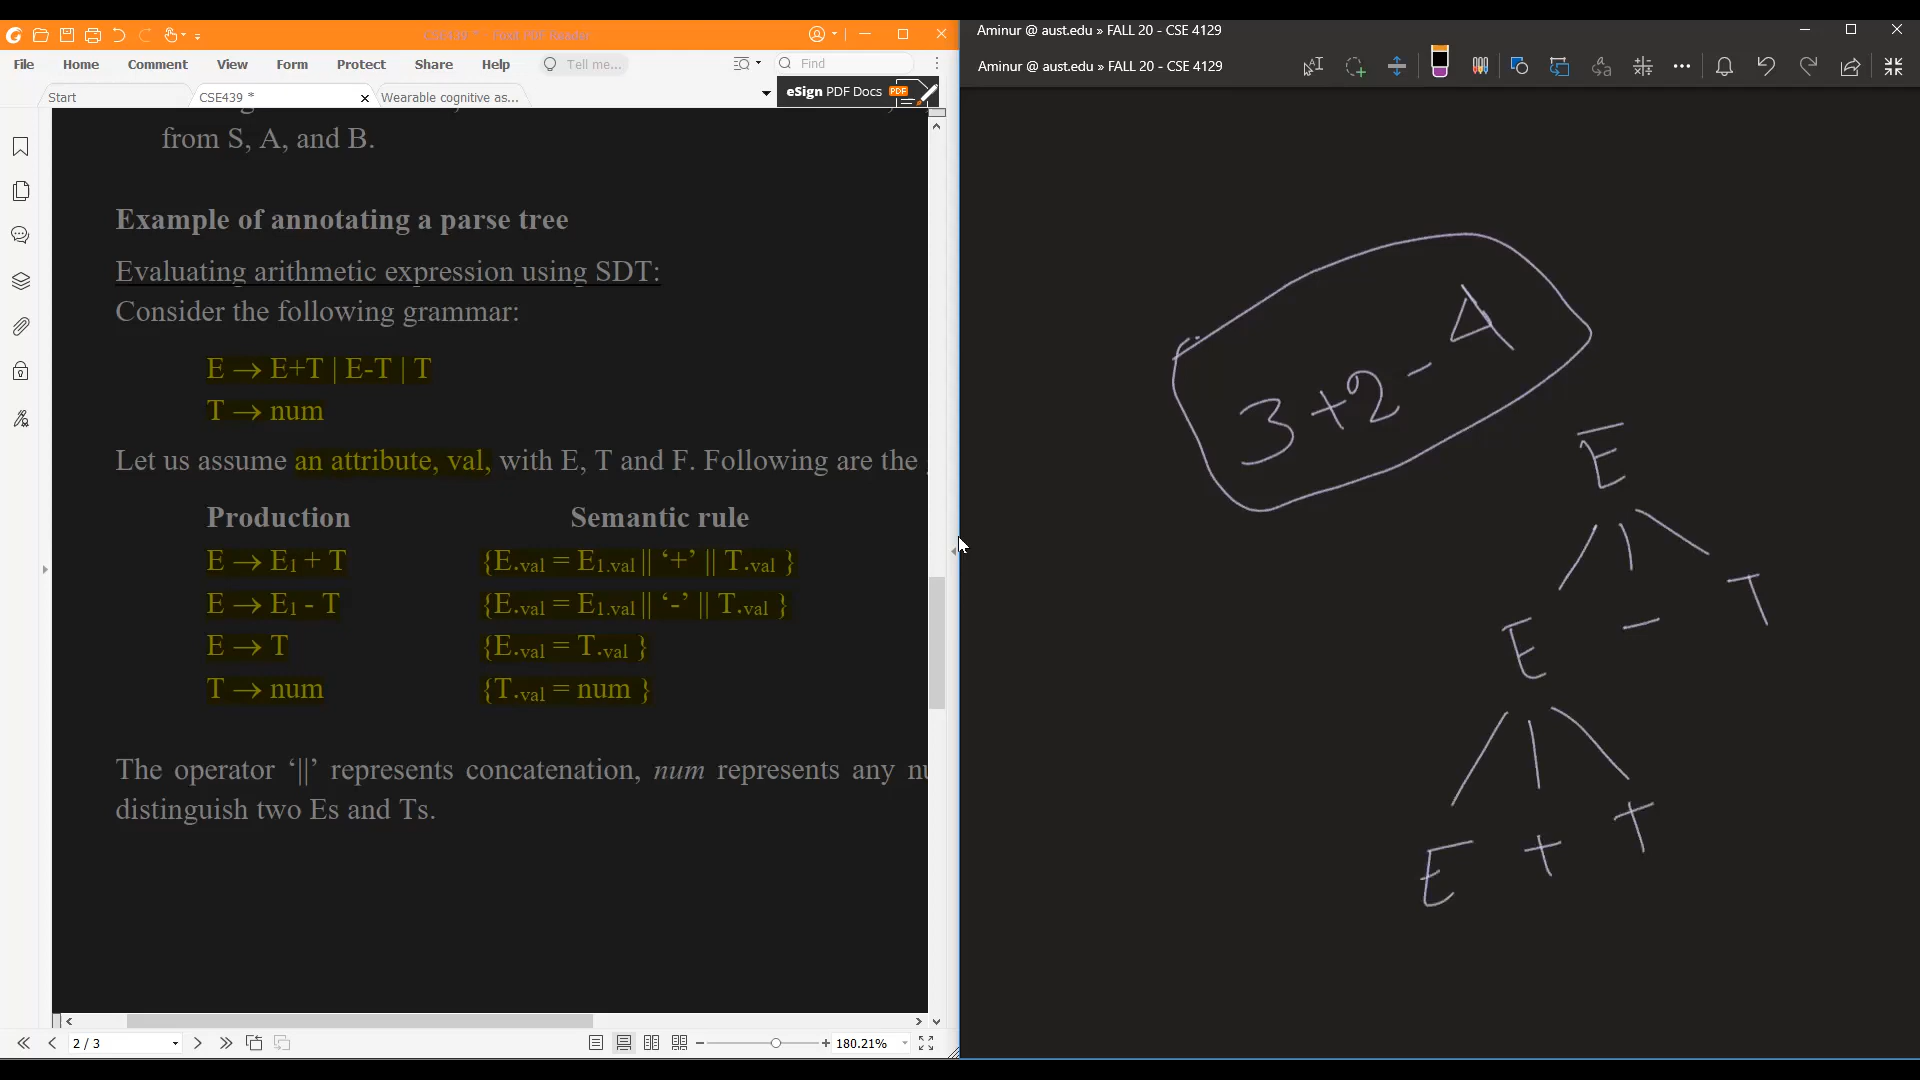 CSE439 * - Foxit PDF Reader
File Home Comment View Form Protect Share Help Tell me... Find
Start CSE439 * Wearable cognitive as... eSign PDF Docs PDF
from S, A, and B.
Example of annotating a parse tree
Evaluating arithmetic expression using SDT:
Consider the following grammar:
E → E+T | E-T | T
T → num
Let us assume an attribute, val, with E, T and F. Following are the
Production Semantic rule
E → E1 + T {E.val = E1.val || ‘+’ || T.val }
E → E1 - T {E.val = E1.val || ‘-’ || T.val }
E → T {E.val = T.val }
T → num {T.val = num }
The operator ‘||’ represents concatenation, num represents any
distinguish two Es and Ts.
2 / 3 180.21%
Aminur @ aust.edu » FALL 20 - CSE 4129
Aminur @ aust.edu » FALL 20 - CSE 4129
3 + 2 - 4
E
E - T
E + T